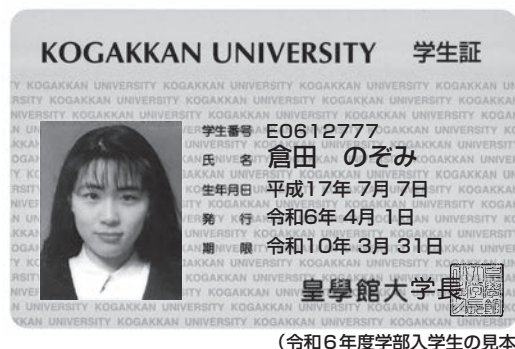 KOGAKKAN UNIVERSITY 学生証
学生番号 E0612777
氏 名 倉田 のぞみ
生年月日 平成17年 7月 7日
発 行 令和6年 4月 1日
期 限 令和10年 3月 31日
皇學館大学長
(令和6年度学部入学生の見本